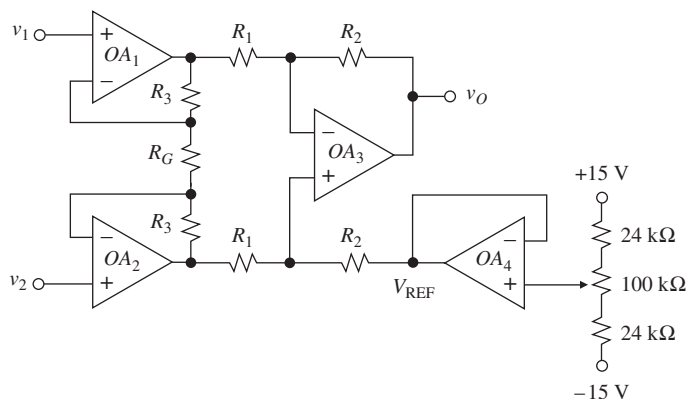 v1
+
OA1
−
R1
R2
R3
vO
−
OA3
+
RG
+15 V
−
OA2
+
R3
R1
R2
−
OA4
+
24 kΩ
100 kΩ
24 kΩ
v2
VREF
−15 V